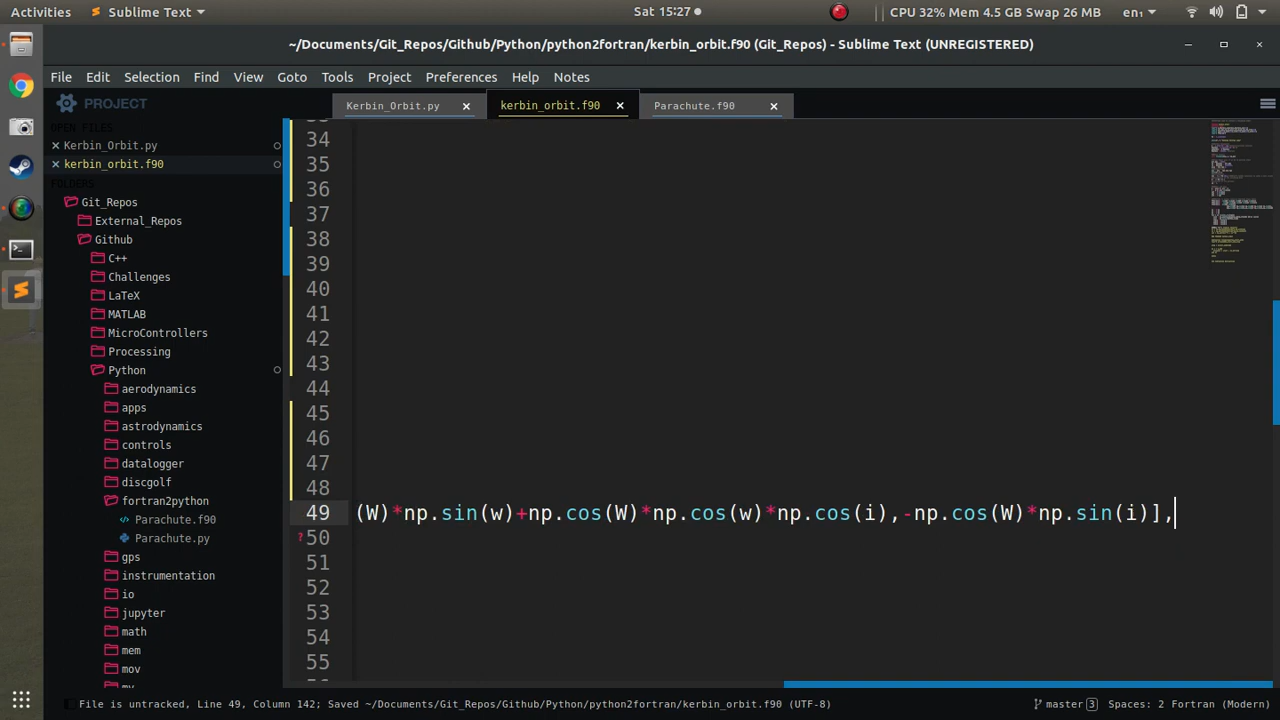 Activities
Sublime Text
Sat 15:27
CPU 32% Mem 4.5 GB Swap 26 MB
en₁
~/Documents/Git_Repos/Github/Python/python2fortran/kerbin_orbit.f90 (Git_Repos) - Sublime Text (UNREGISTERED)
File Edit Selection Find View Goto Tools Project Preferences Help Notes
PROJECT
Kerbin_Orbit.py
kerbin_orbit.f90
Parachute.f90
OPEN FILES
Kerbin_Orbit.py
kerbin_orbit.f90
FOLDERS
Git_Repos
External_Repos
Github
C++
Challenges
LaTeX
MATLAB
MicroControllers
Processing
Python
aerodynamics
apps
astrodynamics
controls
datalogger
discgolf
fortran2python
Parachute.f90
Parachute.py
gps
instrumentation
io
jupyter
math
mem
mov
34
35
36
37
38
39
40
41
42
43
44
45
46
47
48
49 (W)*np.sin(w)+np.cos(W)*np.cos(w)*np.cos(i),-np.cos(W)*np.sin(i)],
? 50
51
52
53
54
55
File is untracked, Line 49, Column 142; Saved ~/Documents/Git_Repos/Github/Python/python2fortran/kerbin_orbit.f90 (UTF-8)
master 3
Spaces: 2
Fortran (Modern)